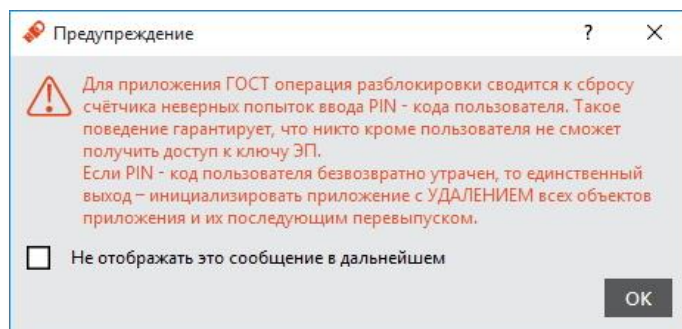 Предупреждение
?
Для приложения ГОСТ операция разблокировки сводится к сбросу
счётчика неверных попыток ввода PIN - кода пользователя. Такое
поведение гарантирует, что никто кроме пользователя не сможет
получить доступ к ключу ЭП.
Если PIN - код пользователя безвозвратно утрачен, то единственный
выход – инициализировать приложение с УДАЛЕНИЕМ всех объектов
приложения и их последующим перевыпуском.
Не отображать это сообщение в дальнейшем
ОК